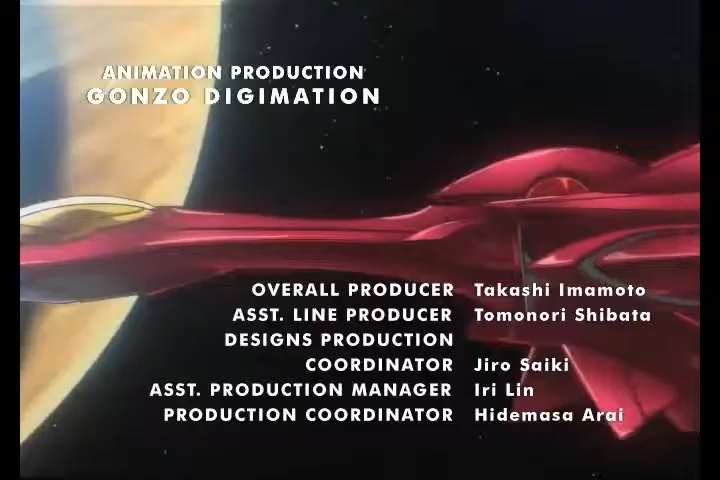 ANIMATION PRODUCTION
GONZO DIGIMATION
OVERALL PRODUCER Takashi Imamoto
ASST. LINE PRODUCER Tomonori Shibata
DESIGNS PRODUCTION
COORDINATOR Jiro Saiki
ASST. PRODUCTION MANAGER Iri Lin
PRODUCTION COORDINATOR Hidemasa Arai